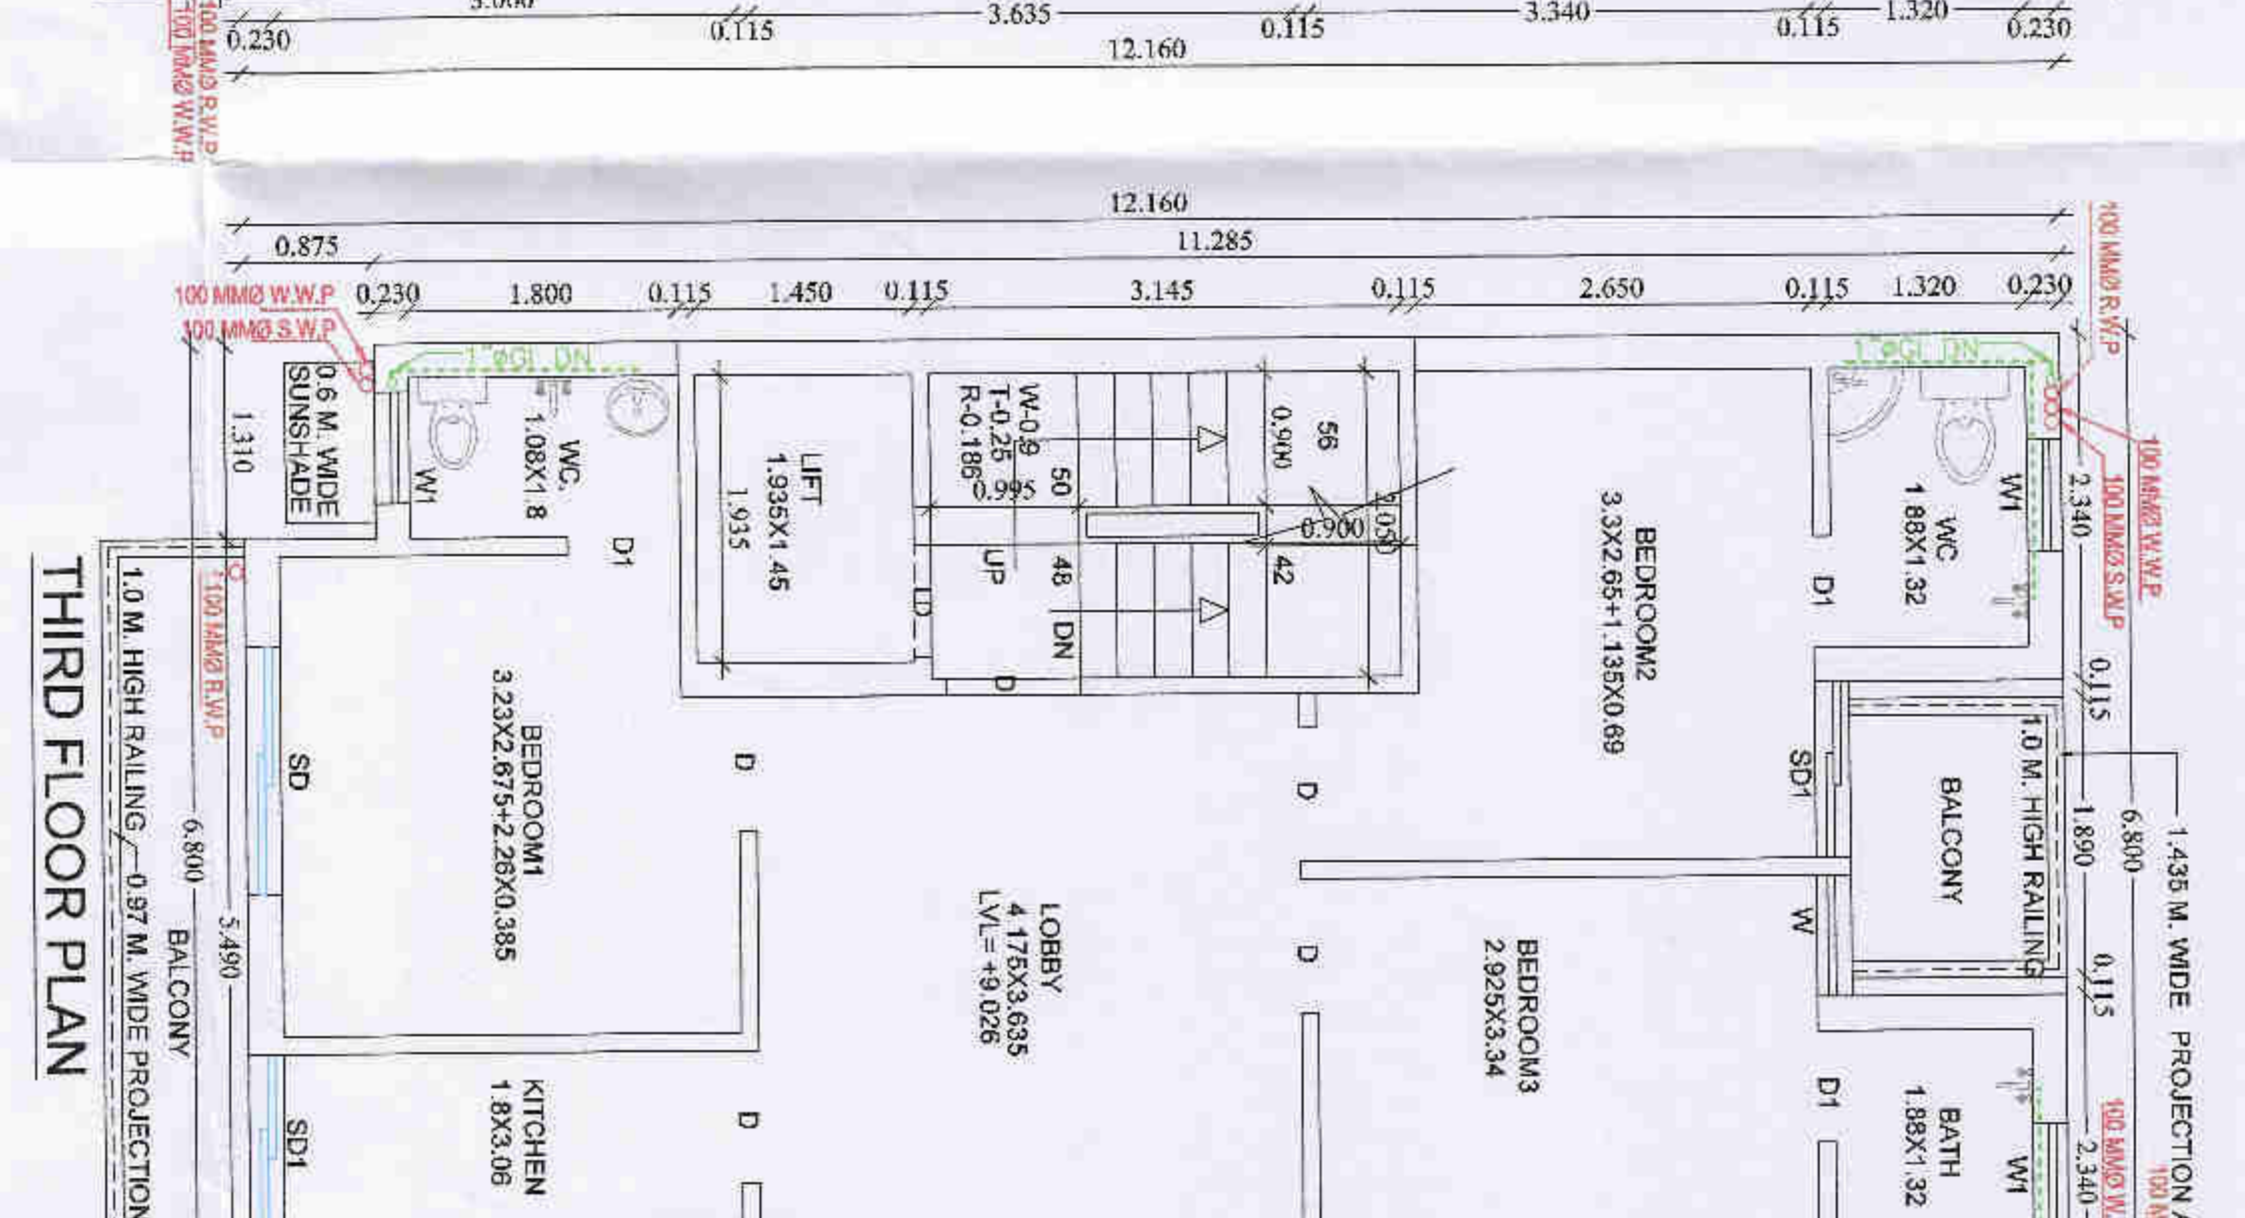 3.635
3.340
1.320
0.230
0.115
0.115
0.115
0.230
12.160
100 MMØ R.W.P
100 MMØ W.W.P
12.160
0.875
11.285
0.230
1.800
0.115
1.450
0.115
3.145
0.115
2.650
0.115
1.320
0.230
100 MMØ W.W.P
100 MMØ S.W.P
1"ØGI. DN
1"ØGI. DN
100 MMØ R.W.P
0.6 M. WIDE
SUNSHADE
1.310
W1
WC.
1.08X1.8
D1
LIFT
1.935X1.45
1.935
W-0.9
T-0.25
R-0.186
0.995
50
UP
48
DN
0.900
56
0.900
42
LD
D
BEDROOM2
3.3X2.65+1.135X0.69
D1
WC
1.88X1.32
W1
2.340
100 MMØ W.W.P
100 MMØ S.W.P
0.115
THIRD FLOOR PLAN
1.0 M. HIGH RAILING
0.97 M. WIDE PROJECTION
BALCONY
6.800
5.490
100 MMØ R.W.P
SD
BEDROOM1
3.23X2.675+2.26X0.385
D
D
SD1
W
BALCONY
1.0 M. HIGH RAILING
1.890
6.800
1.435 M. WIDE PROJECTION
0.115
LOBBY
4.175X3.635
LVL= +9.026
D
BEDROOM3
2.925X3.34
SD1
KITCHEN
1.8X3.06
D
D1
BATH
1.88X1.32
W1
2.340